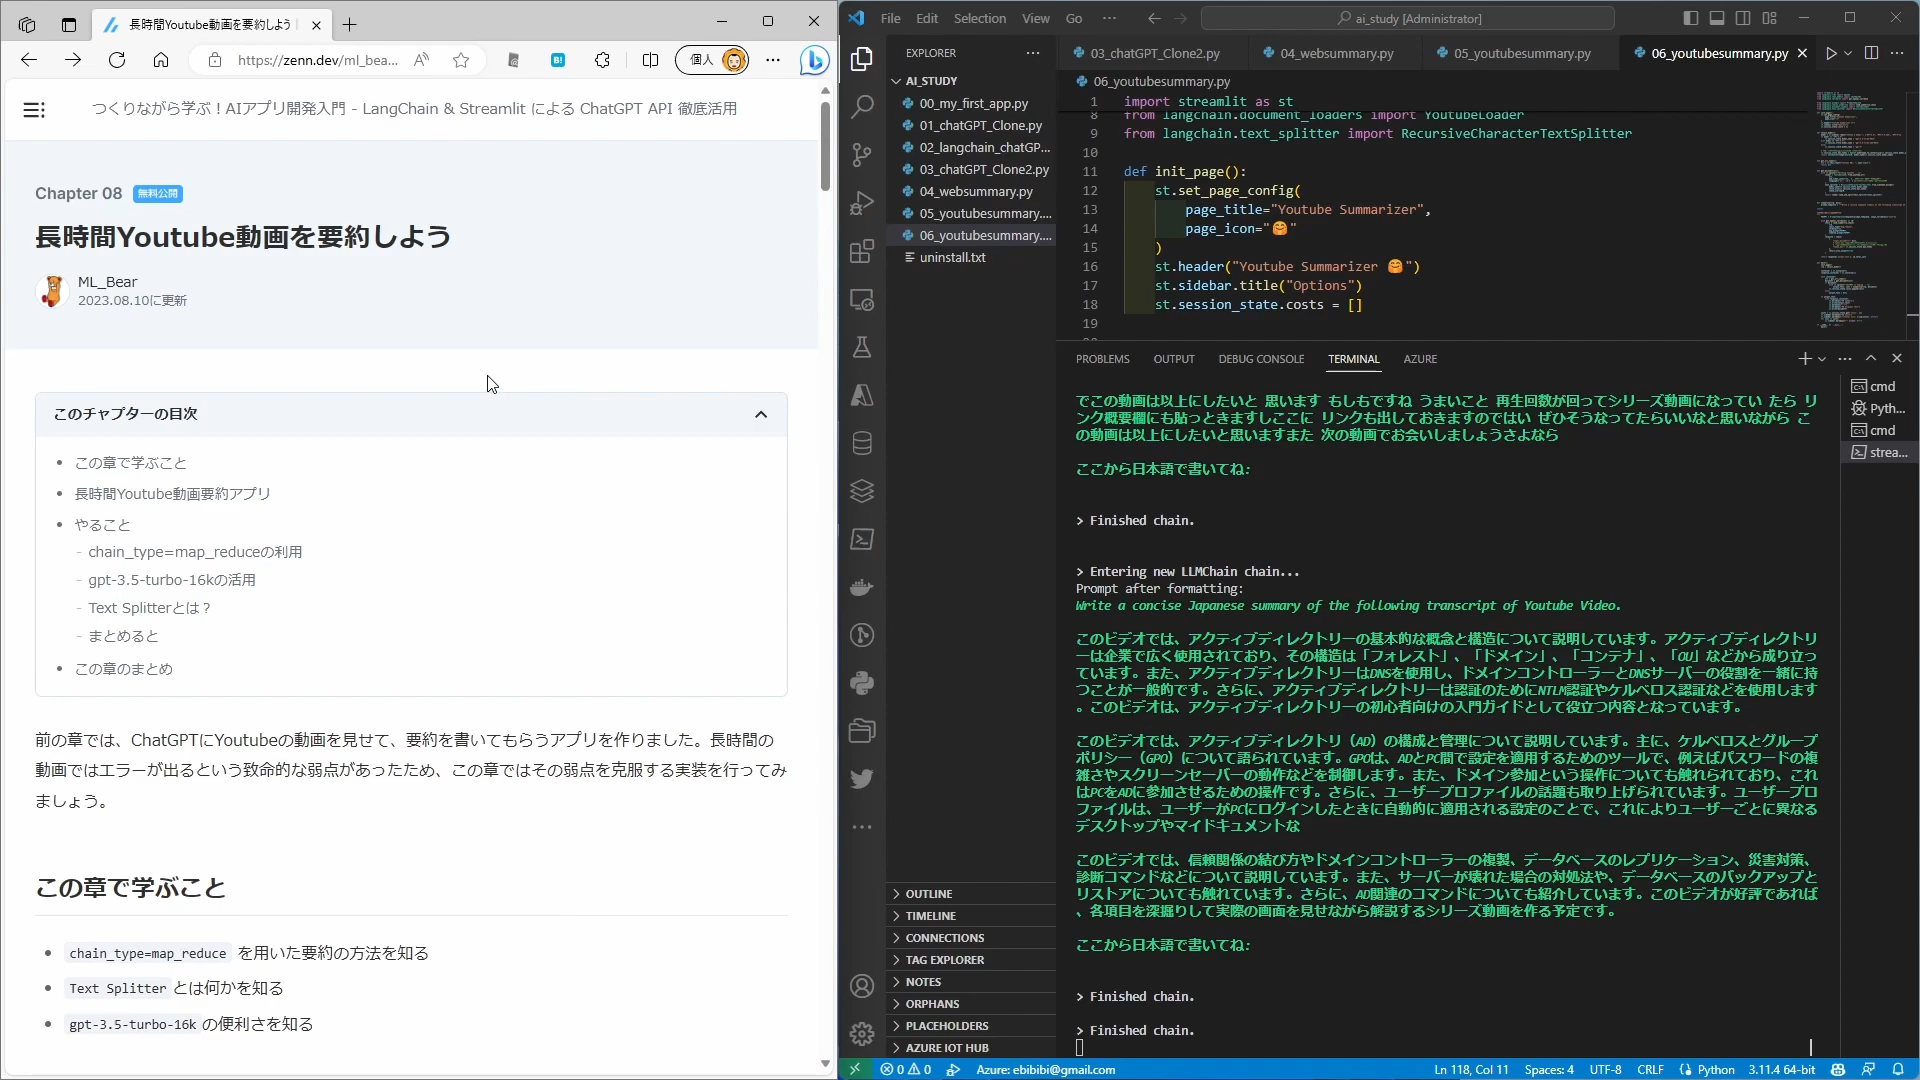 長時間Youtube動画を要約しよう
https://zenn.dev/ml_bea...
個人
つくりながら学ぶ！AIアプリ開発入門 - LangChain & Streamlit による ChatGPT API 徹底活用
Chapter 08 無料公開
長時間Youtube動画を要約しよう
ML_Bear
2023.08.10に更新
このチャプターの目次
この章で学ぶこと
長時間Youtube動画要約アプリ
やること
chain_type=map_reduceの利用
gpt-3.5-turbo-16kの活用
Text Splitterとは？
まとめると
この章のまとめ
前の章では、ChatGPTにYoutubeの動画を見せて、要約を書いてもらうアプリを作りました。長時間の
動画ではエラーが出るという致命的な弱点があったため、この章ではその弱点を克服する実装を行ってみ
ましょう。
この章で学ぶこと
chain_type=map_reduce を用いた要約の方法を知る
Text Splitter とは何かを知る
gpt-3.5-turbo-16k の便利さを知る
File Edit Selection View Go ai_study [Administrator]
EXPLORER
AI_STUDY
00_my_first_app.py
01_chatGPT_Clone.py
02_langchain_chatGP...
03_chatGPT_Clone2.py
04_websummary.py
05_youtubesummary....
06_youtubesummary....
uninstall.txt
OUTLINE
TIMELINE
CONNECTIONS
TAG EXPLORER
NOTES
ORPHANS
PLACEHOLDERS
AZURE IOT HUB
03_chatGPT_Clone2.py 04_websummary.py 05_youtubesummary.py 06_youtubesummary.py
06_youtubesummary.py
1 import streamlit as st
8 from langchain.document_loaders import YoutubeLoader
9 from langchain.text_splitter import RecursiveCharacterTextSplitter
10
11 def init_page():
12 st.set_page_config(
13 page_title="Youtube Summarizer",
14 page_icon="🤗"
15 )
16 st.header("Youtube Summarizer 🤗")
17 st.sidebar.title("Options")
18 st.session_state.costs = []
19
PROBLEMS OUTPUT DEBUG CONSOLE TERMINAL AZURE
でこの動画は以上にしたいと 思います もしもですね うまいこと 再生回数が回ってシリーズ動画になってい たら リ
ンク概要欄にも貼っときますしここに リンクも出しておきますのではい ぜひそうなってたらいいなと思いながら こ
の動画は以上にしたいと思いますまた 次の動画でお会いしましょうさよなら
ここから日本語で書いてね:
> Finished chain.
> Entering new LLMChain chain...
Prompt after formatting:
Write a concise Japanese summary of the following transcript of Youtube Video.
このビデオでは、アクティブディレクトリーの基本的な概念と構造について説明しています。アクティブディレクトリ
ーは企業で広く使用されており、その構造は「フォレスト」、「ドメイン」、「コンテナ」、「OU」などから成り立っ
ています。また、アクティブディレクトリーはDNSを使用し、ドメインコントローラーとDNSサーバーの役割を一緒に持
つことが一般的です。さらに、アクティブディレクトリーは認証のためにNTLM認証やケルベロス認証などを使用します
。このビデオは、アクティブディレクトリーの初心者向けの入門ガイドとして役立つ内容となっています。
このビデオでは、アクティブディレクトリ（AD）の構成と管理について説明しています。主に、ケルベロスとグループ
ポリシー（GPO）について語られています。GPOは、ADとPC間で設定を適用するためのツールで、例えばパスワードの複
雑さやスクリーンセーバーの動作などを制御します。また、ドメイン参加という操作についても触れられており、これ
はPCをADに参加させるための操作です。さらに、ユーザープロファイルの話題も取り上げられています。ユーザープロ
ファイルは、ユーザーがPCにログインしたときに自動的に適用される設定のことで、これによりユーザーごとに異なる
デスクトップやマイドキュメントな
このビデオでは、信頼関係の結び方やドメインコントローラーの複製、データベースのレプリケーション、災害対策、
診断コマンドなどについて説明しています。また、サーバーが壊れた場合の対処法や、データベースのバックアップと
リストアについても触れています。さらに、AD関連のコマンドについても紹介しています。このビデオが好評であれば
、各項目を深掘りして実際の画面を見せながら解説するシリーズ動画を作る予定です。
ここから日本語で書いてね:
> Finished chain.
> Finished chain.
cmd
Pyth...
cmd
strea...
0 0 Azure: ebibibi@gmail.com Ln 118, Col 11 Spaces: 4 UTF-8 CRLF Python 3.11.4 64-bit